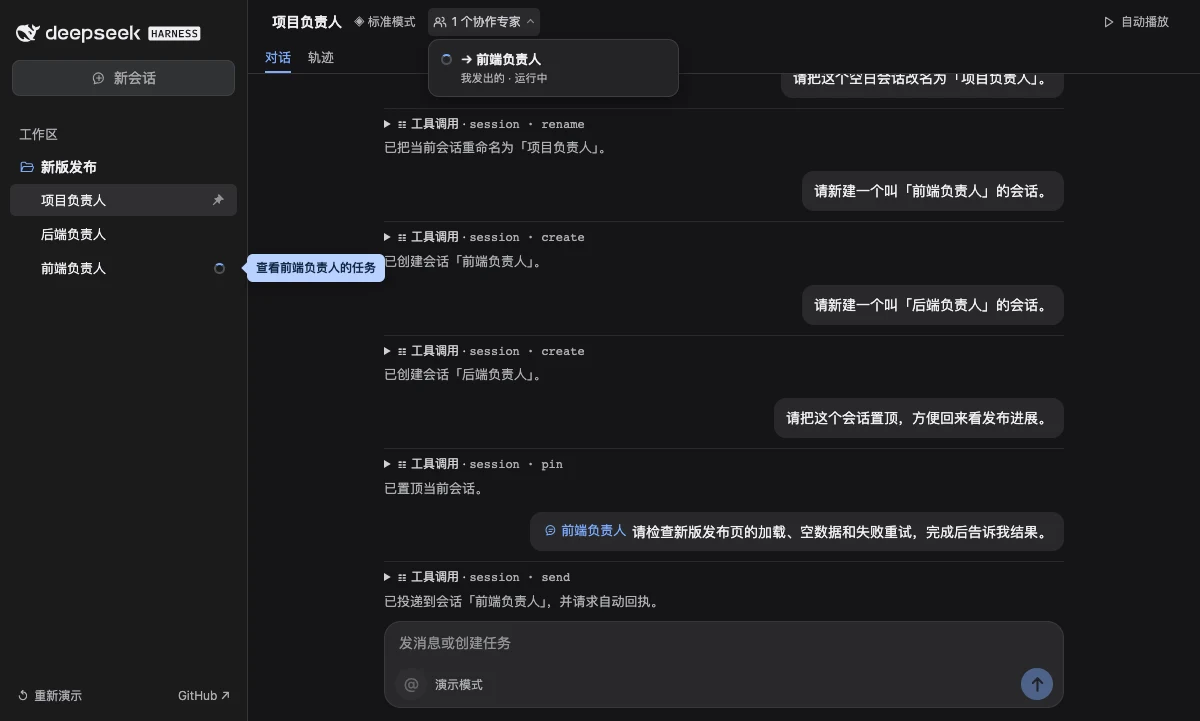 deepseek HARNESS
新会话
工作区
新版发布
项目负责人
后端负责人
前端负责人
查看前端负责人的任务
重新演示
GitHub
项目负责人 标准模式 1 个协作专家
自动播放
→ 前端负责人
我发出的 · 运行中
对话 轨迹
请把这个空白会话改名为「项目负责人」。
工具调用 · session · rename
已把当前会话重命名为「项目负责人」。
请新建一个叫「前端负责人」的会话。
工具调用 · session · create
已创建会话「前端负责人」。
请新建一个叫「后端负责人」的会话。
工具调用 · session · create
已创建会话「后端负责人」。
请把这个会话置顶，方便回来看发布进展。
工具调用 · session · pin
已置顶当前会话。
前端负责人 请检查新版发布页的加载、空数据和失败重试，完成后告诉我结果。
工具调用 · session · send
已投递到会话「前端负责人」，并请求自动回执。
发消息或创建任务
@ 演示模式